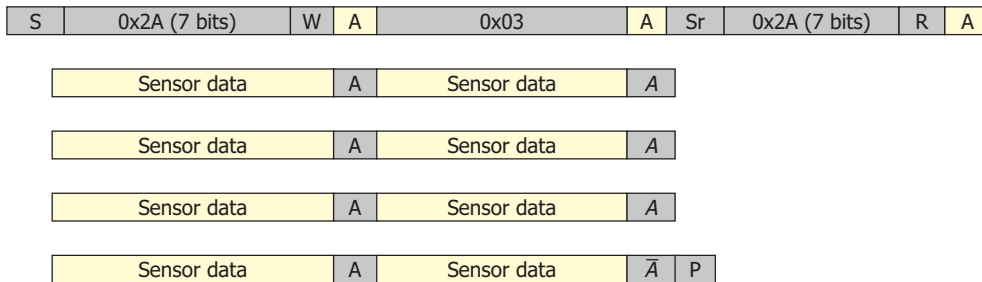 S 0x2A (7 bits) W A 0x03 A Sr 0x2A (7 bits) R A
Sensor data A Sensor data A
Sensor data A Sensor data A
Sensor data A Sensor data A
Sensor data A Sensor data A̅ P